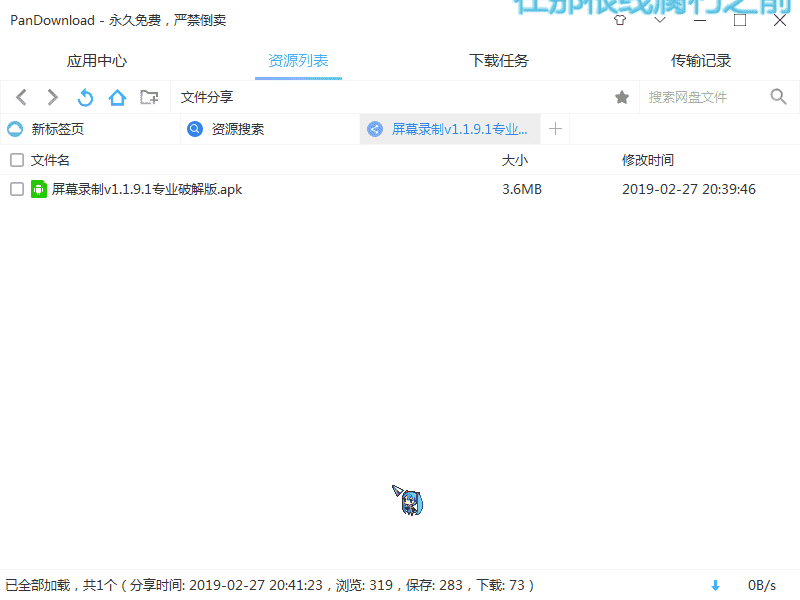 在那根线腐朽之前
PanDownload - 永久免费，严禁倒卖
应用中心 资源列表 下载任务 传输记录
文件分享 搜索网盘文件
新标签页 资源搜索 屏幕录制v1.1.9.1专业...
文件名 大小 修改时间
屏幕录制v1.1.9.1专业破解版.apk 3.6MB 2019-02-27 20:39:46
已全部加载，共1个 ( 分享时间: 2019-02-27 20:41:23，浏览: 319，保存: 283，下载: 73 ) 0B/s